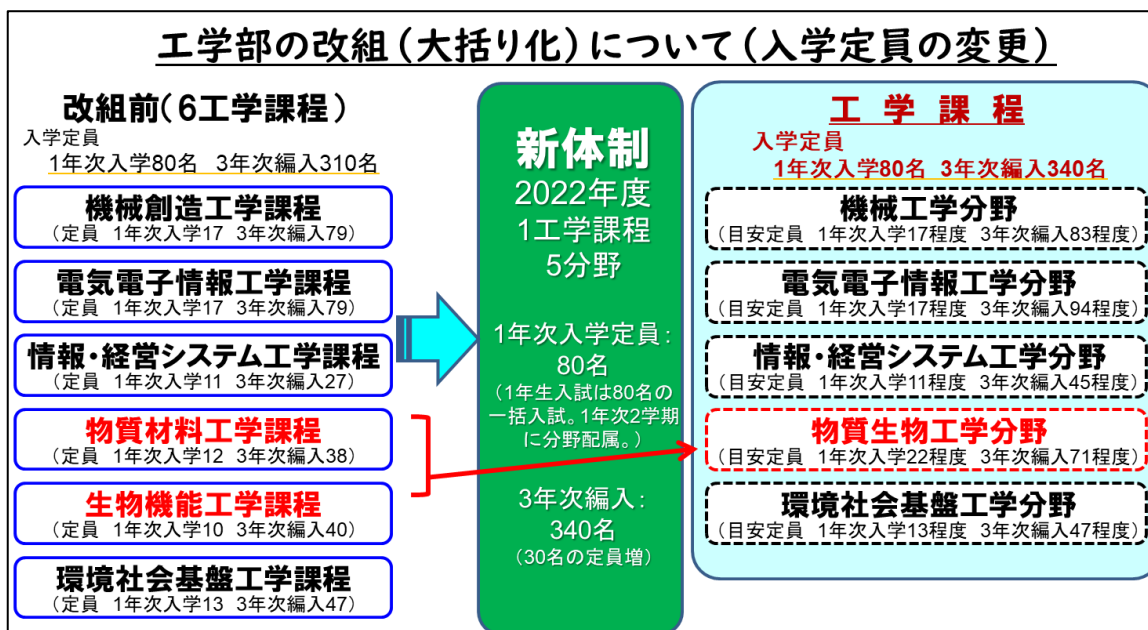 工学部の改組(大括り化)について(入学定員の変更)
改組前(6工学課程)
入学定員
1年次入学80名 3年次編入310名
機械創造工学課程
(定員 1年次入学17 3年次編入79)
電気電子情報工学課程
(定員 1年次入学17 3年次編入79)
情報・経営システム工学課程
(定員 1年次入学11 3年次編入27)
物質材料工学課程
(定員 1年次入学12 3年次編入38)
生物機能工学課程
(定員 1年次入学10 3年次編入40)
環境社会基盤工学課程
(定員 1年次入学13 3年次編入47)
新体制
2022年度
1工学課程
5分野
1年次入学定員:
80名
(1年生入試は80名の
一括入試。1年次2学期
に分野配属。)
3年次編入:
340名
(30名の定員増)
工学課程
入学定員
1年次入学80名 3年次編入340名
機械工学分野
(目安定員 1年次入学17程度 3年次編入83程度)
電気電子情報工学分野
(目安定員 1年次入学17程度 3年次編入94程度)
情報・経営システム工学分野
(目安定員 1年次入学11程度 3年次編入45程度)
物質生物工学分野
(目安定員 1年次入学22程度 3年次編入71程度)
環境社会基盤工学分野
(目安定員 1年次入学13程度 3年次編入47程度)